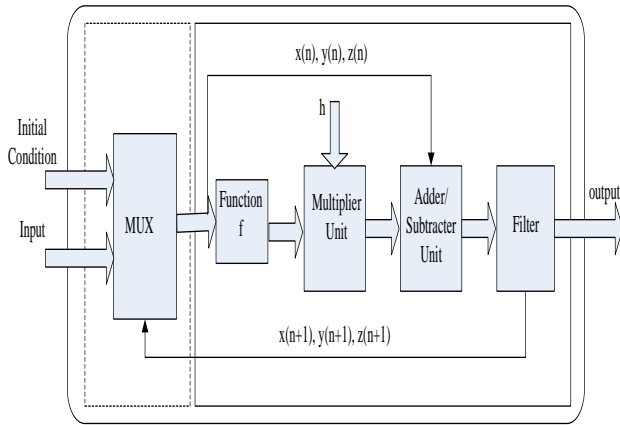 x(n), y(n), z(n)
h
Initial
Condition
Input
MUX
Function
f
Multiplier
Unit
Adder/
Subtracter
Unit
Filter
output
x(n+1), y(n+1), z(n+1)